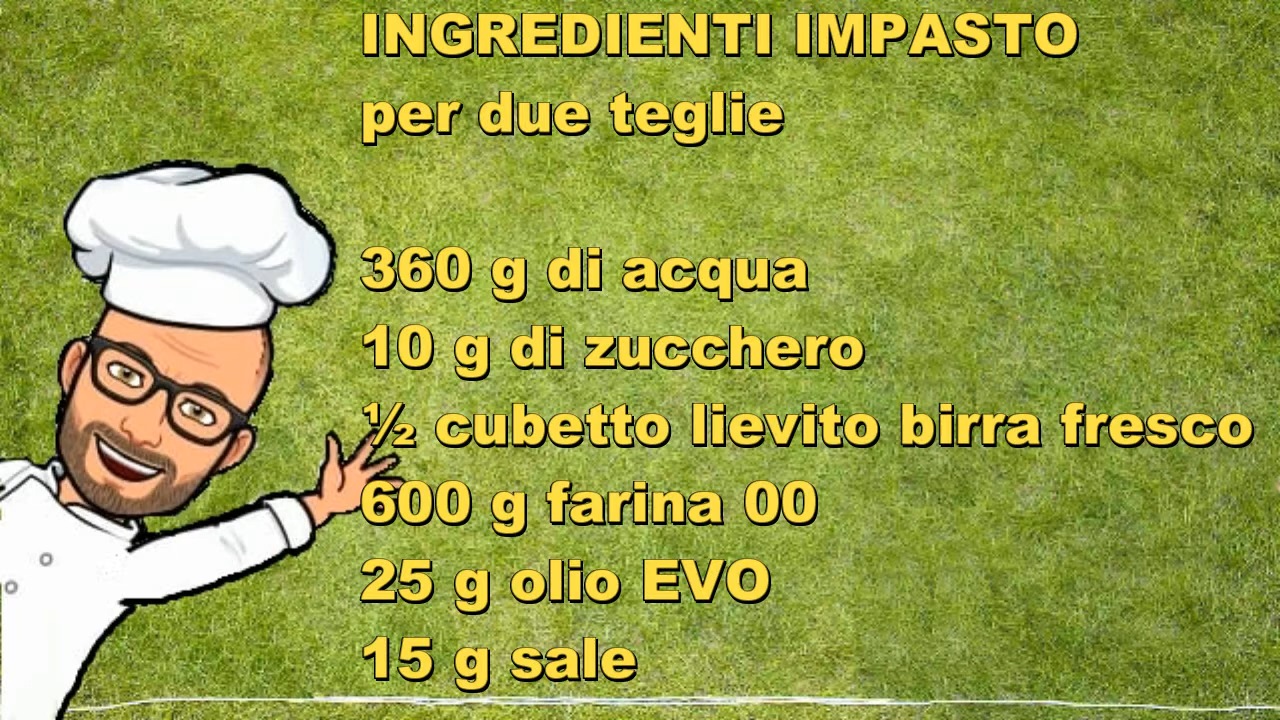 INGREDIENTI IMPASTO
per due teglie
360 g di acqua
10 g di zucchero
½ cubetto lievito birra fresco
600 g farina 00
25 g olio EVO
15 g sale